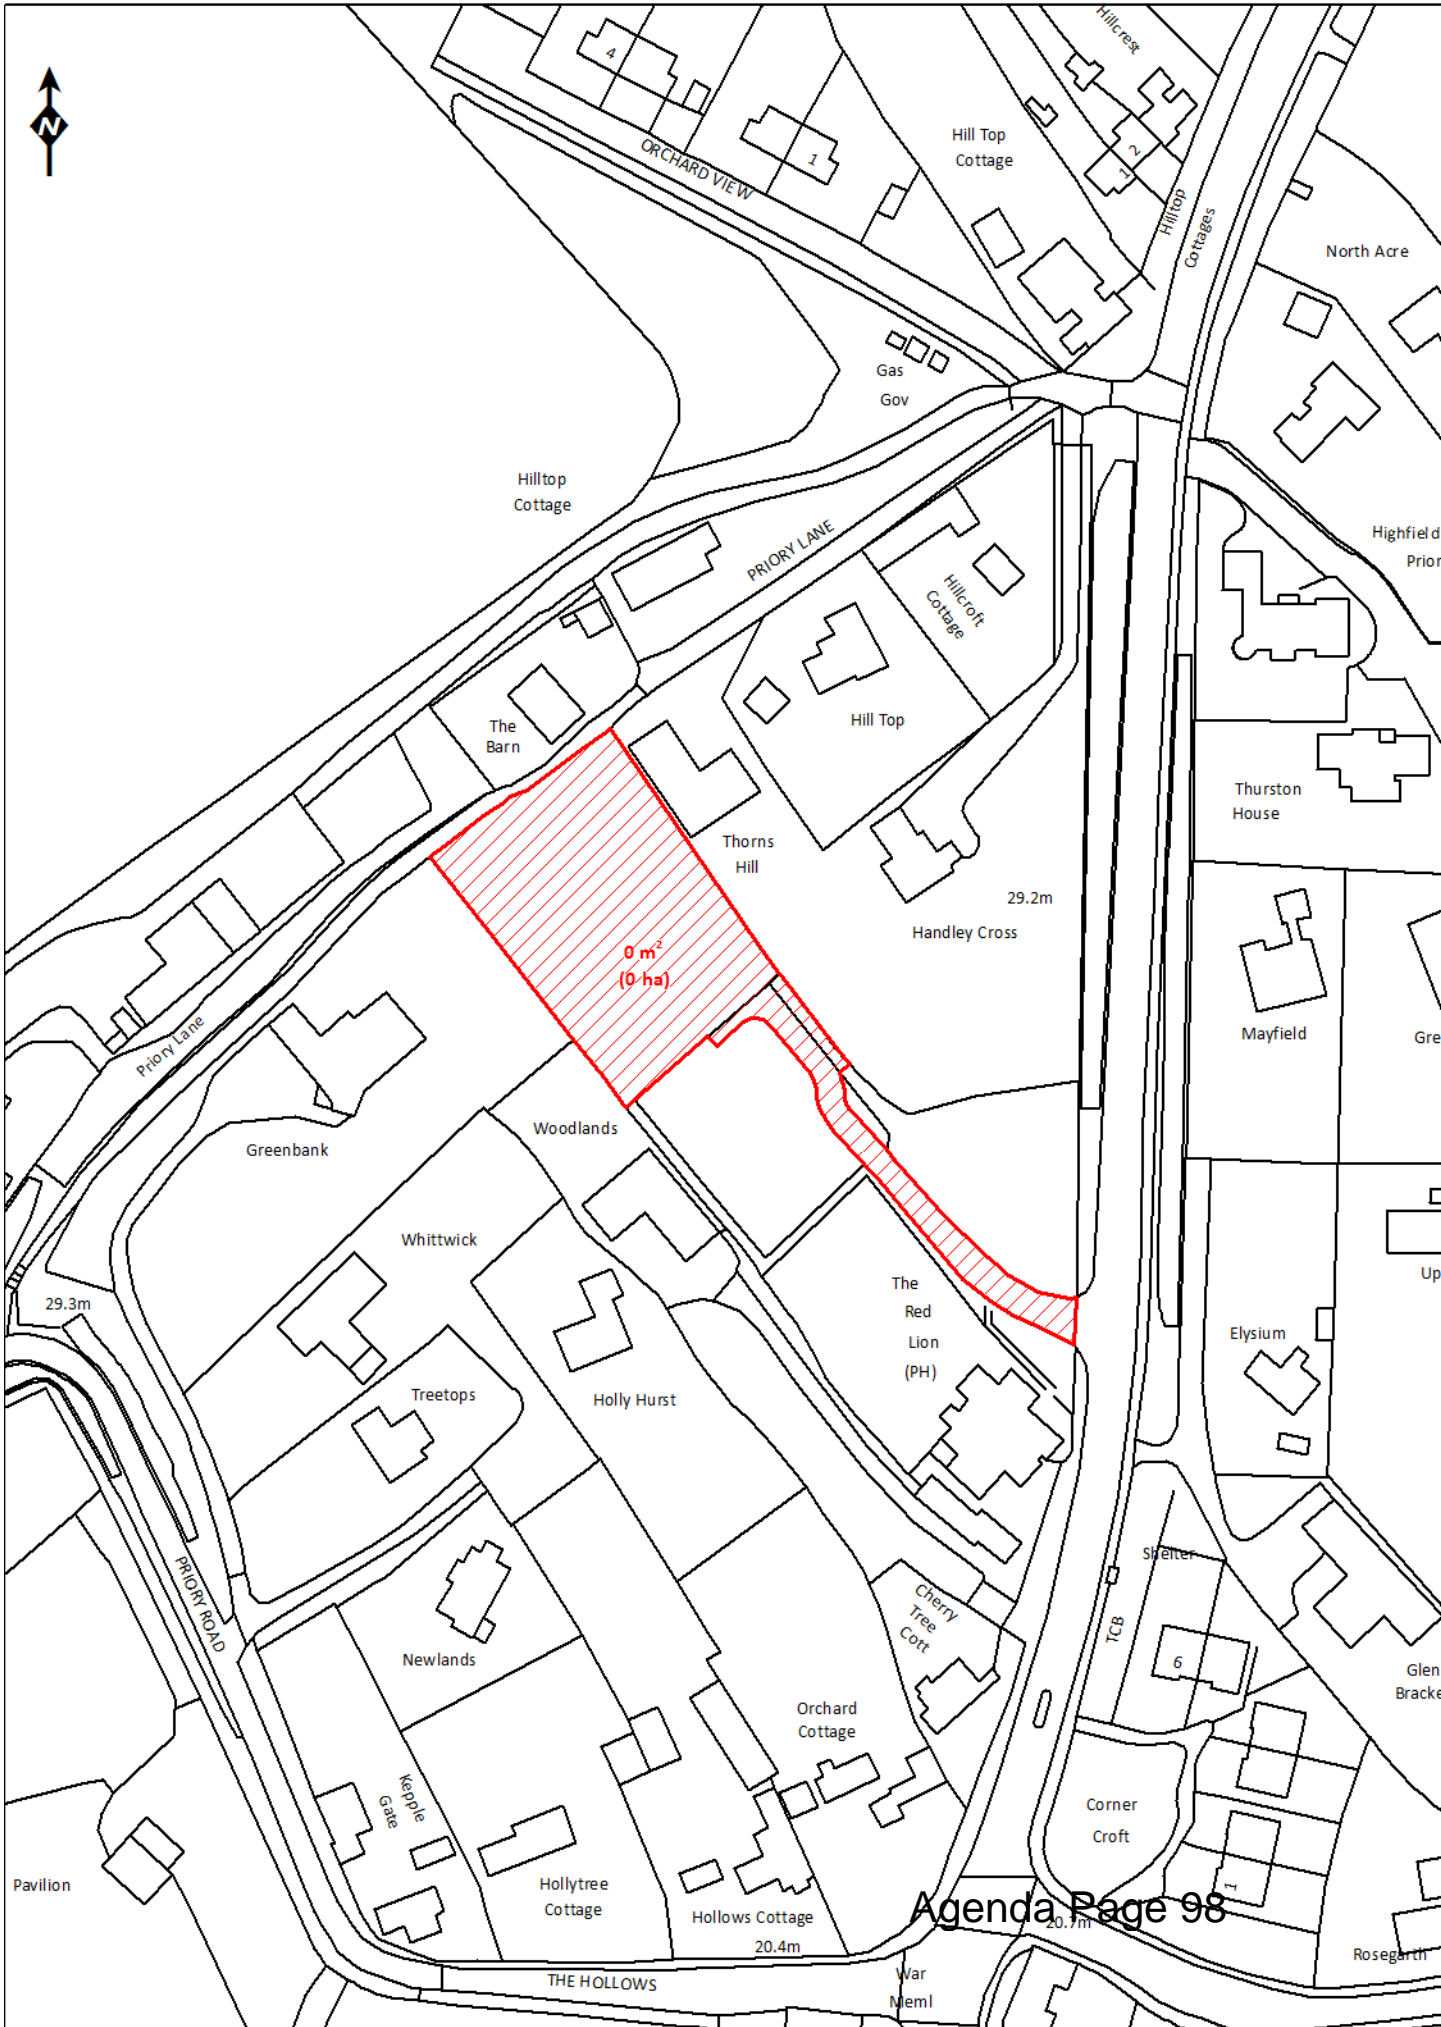 N
4
Hillcrest
ORCHARD VIEW
1
Hill Top
Cottage
2
1
Hilltop
Cottages
North Acre
Gas
Gov
Hilltop
Cottage
PRIORY LANE
Highfield
Prior
Hillcroft
Cottage
The
Barn
Hill Top
Thurston
House
Thorns
Hill
29.2m
Handley Cross
0 m²
(0 ha)
Priory Lane
Mayfield
Gre
Woodlands
Greenbank
Whittwick
The
Red
Lion
(PH)
Up
29.3m
Elysium
Treetops
Holly Hurst
Shelter
PRIORY ROAD
Cherry
Tree
Cott
TCB
6
Newlands
Glen
Bracke
Orchard
Cottage
Kepple
Gate
Corner
Croft
Pavilion
Hollytree
Cottage
1
Hollows Cottage
Agenda Page 98
20.7m
20.4m
Rosegarth
THE HOLLOWS
War
Meml